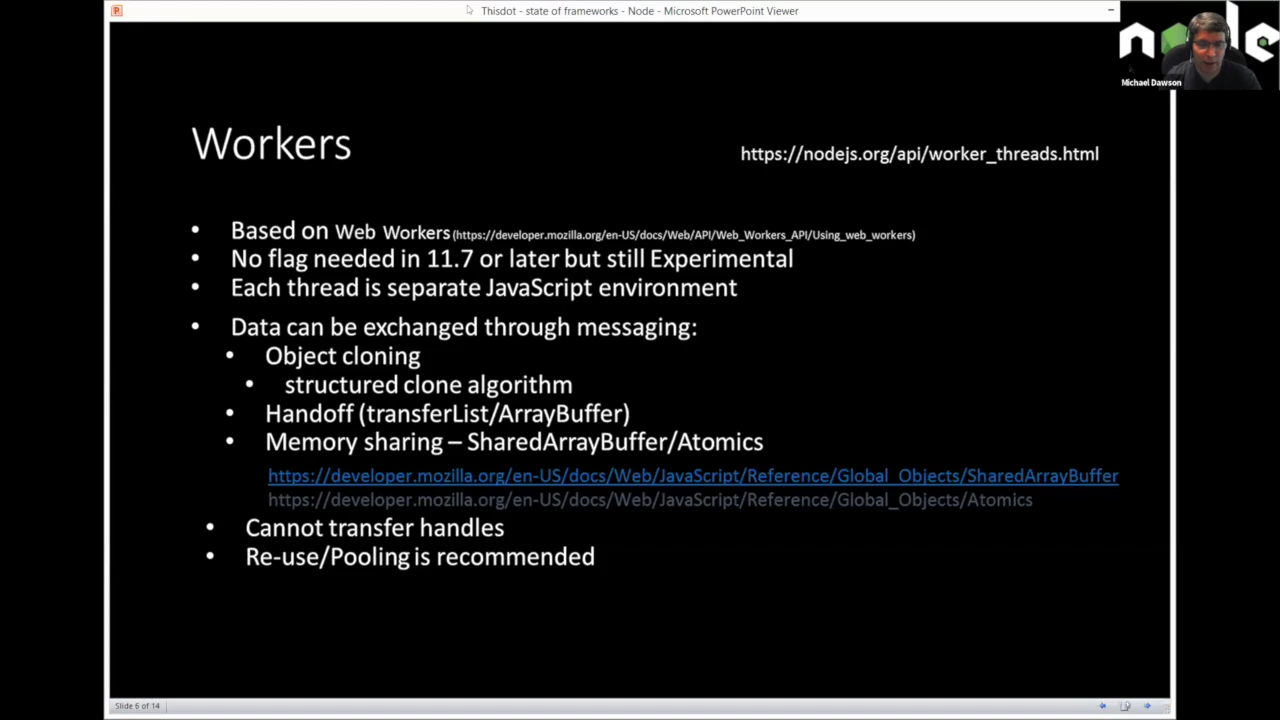 Thisdot - state of frameworks - Node - Microsoft PowerPoint Viewer
node
Michael Dawson
Workers
https://nodejs.org/api/worker_threads.html
• Based on Web Workers (https://developer.mozilla.org/en-US/docs/Web/API/Web_Workers_API/Using_web_workers)
• No flag needed in 11.7 or later but still Experimental
• Each thread is separate JavaScript environment
• Data can be exchanged through messaging:
• Object cloning
• structured clone algorithm
• Handoff (transferList/ArrayBuffer)
• Memory sharing – SharedArrayBuffer/Atomics
https://developer.mozilla.org/en-US/docs/Web/JavaScript/Reference/Global_Objects/SharedArrayBuffer
https://developer.mozilla.org/en-US/docs/Web/JavaScript/Reference/Global_Objects/Atomics
• Cannot transfer handles
• Re-use/Pooling is recommended
Slide 6 of 14